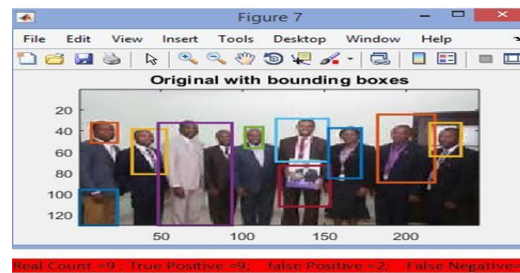 Figure 7
File Edit View Insert Tools Desktop Window Help
Original with bounding boxes
20
40
60
80
100
120
50 100 150 200
Real Count =9 ; True Positive =9; false Positive =2; False Negative=